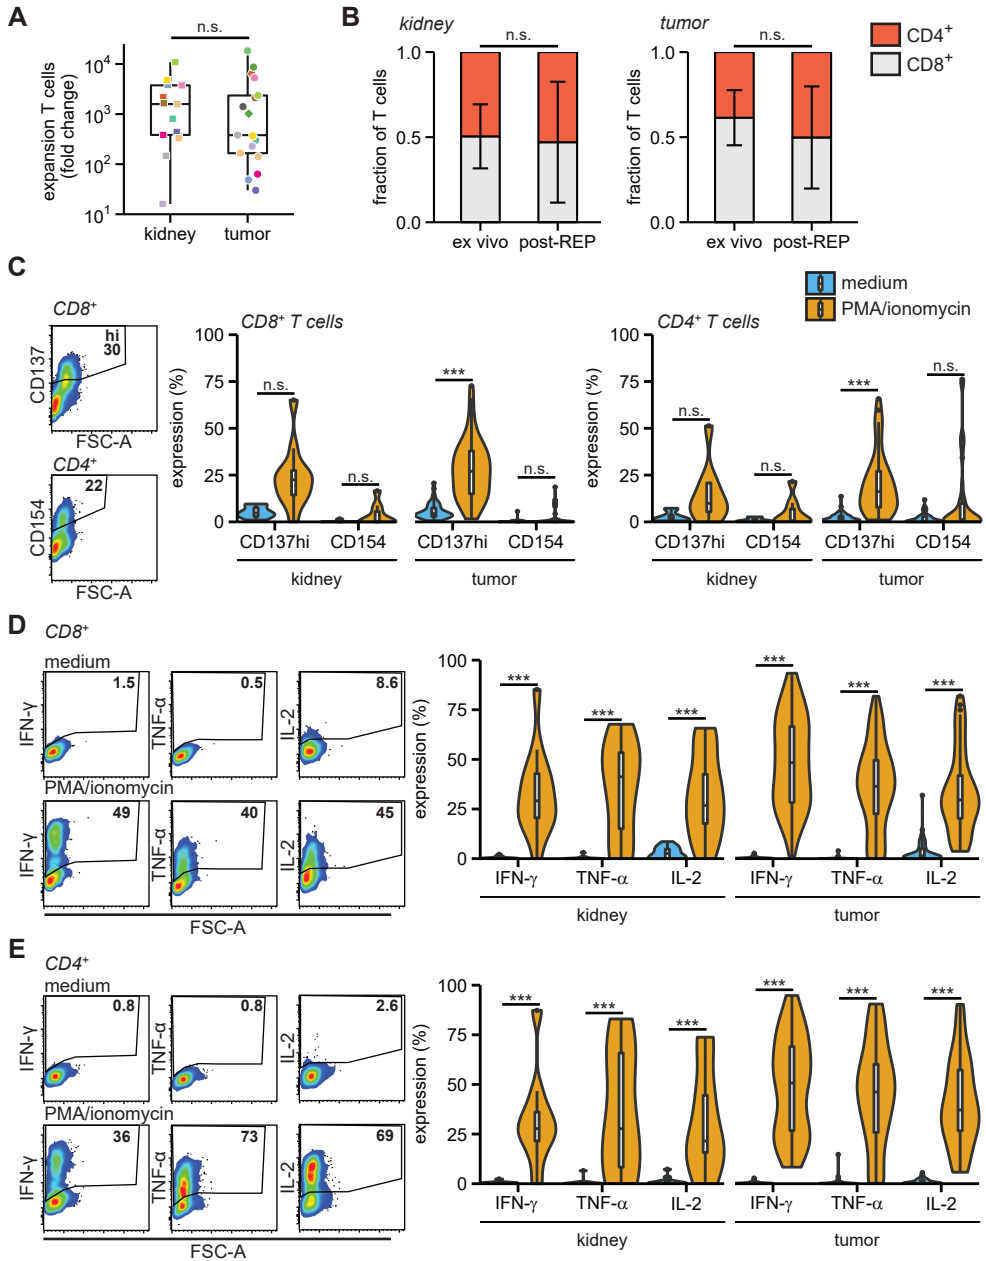 A
n.s.
expansion T cells
(fold change)
10⁴
10³
10²
10¹
kidney
tumor
B
kidney
n.s.
fraction of T cells
1.0
0.5
0.0
ex vivo
post-REP
tumor
n.s.
fraction of T cells
1.0
0.5
0.0
ex vivo
post-REP
CD4⁺
CD8⁺
C
medium
PMA/ionomycin
CD8⁺
hi
30
CD137
FSC-A
CD4⁺
22
CD154
FSC-A
CD8⁺ T cells
expression (%)
100
75
50
25
0
n.s.
n.s.
***
n.s.
CD137hi
CD154
CD137hi
CD154
kidney
tumor
CD4⁺ T cells
expression (%)
100
75
50
25
0
n.s.
n.s.
***
n.s.
CD137hi
CD154
CD137hi
CD154
kidney
tumor
D
CD8⁺
medium
IFN-γ
1.5
TNF-α
0.5
IL-2
8.6
PMA/ionomycin
IFN-γ
49
TNF-α
40
IL-2
45
FSC-A
expression (%)
100
75
50
25
0
***
***
***
***
***
***
IFN-γ
TNF-α
IL-2
IFN-γ
TNF-α
IL-2
kidney
tumor
E
CD4⁺
medium
IFN-γ
0.8
TNF-α
0.8
IL-2
2.6
PMA/ionomycin
IFN-γ
36
TNF-α
73
IL-2
69
FSC-A
expression (%)
100
75
50
25
0
***
***
***
***
***
***
IFN-γ
TNF-α
IL-2
IFN-γ
TNF-α
IL-2
kidney
tumor